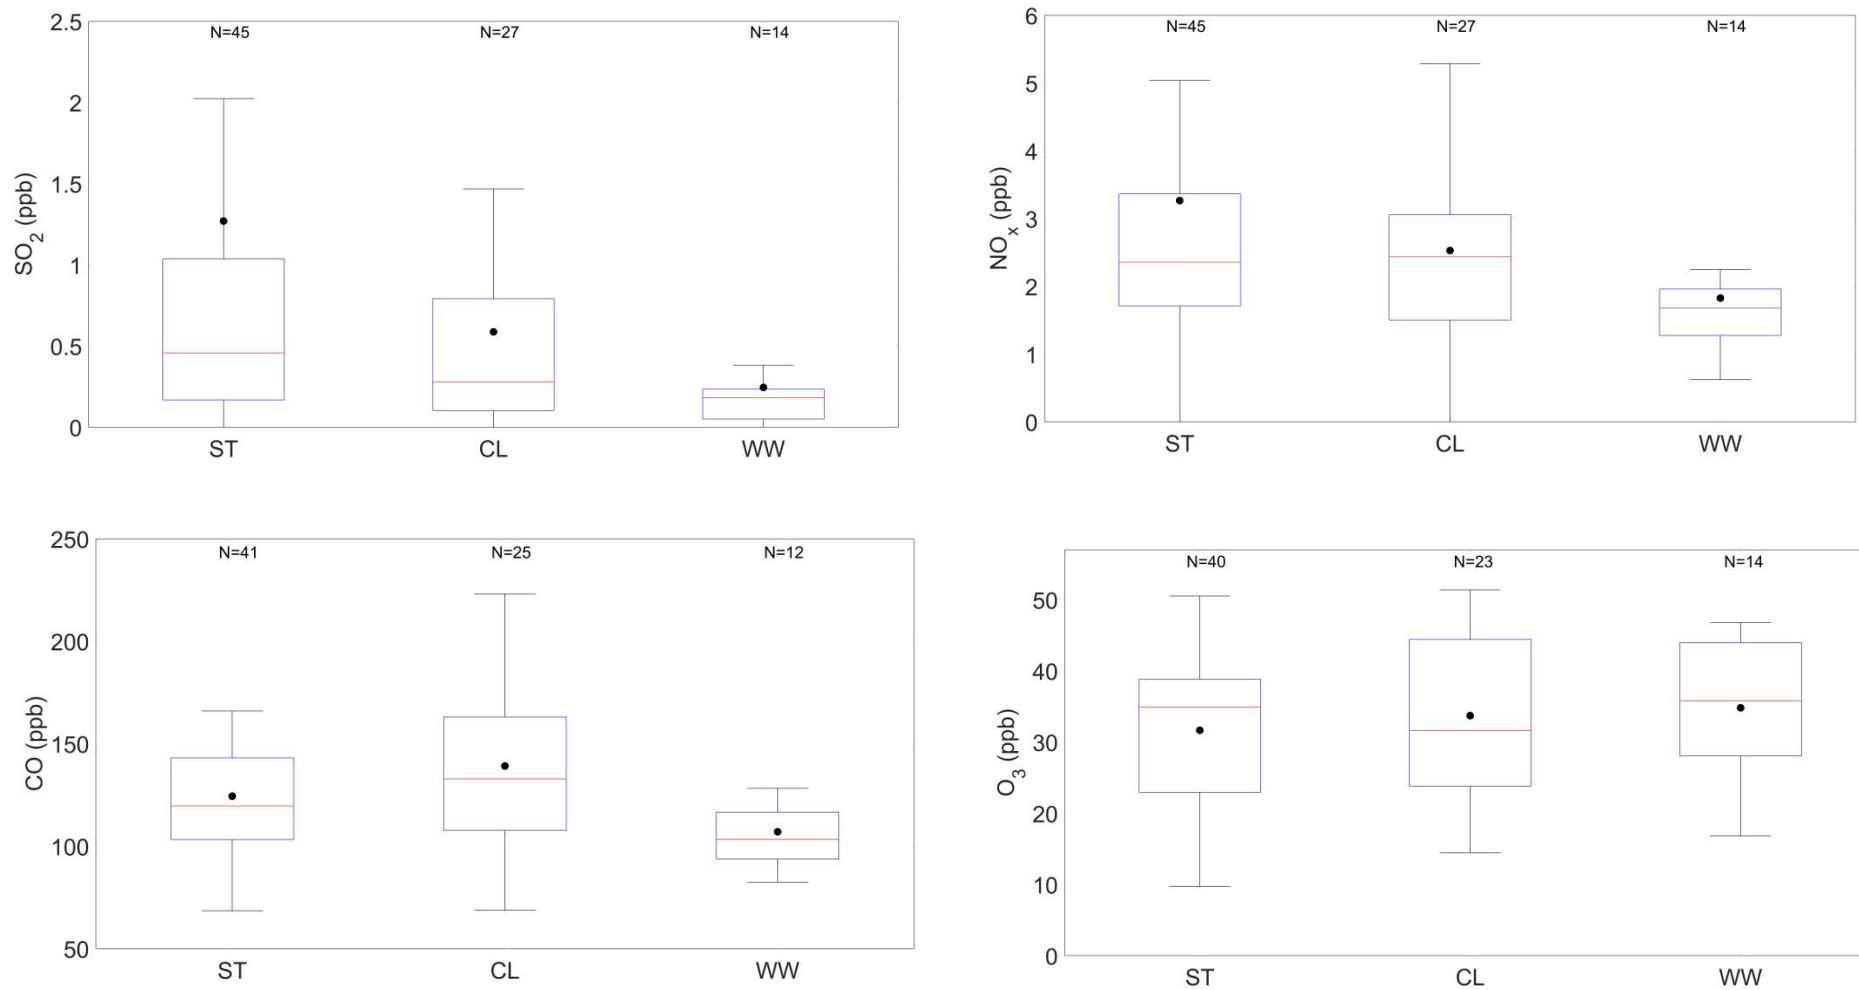 2.5
N=45
N=27
N=14
2
1.5
1
0.5
0
SO2 (ppb)
ST
CL
WW
6
N=45
N=27
N=14
5
4
3
2
1
0
NOx (ppb)
ST
CL
WW
250
N=41
N=25
N=12
200
150
100
50
CO (ppb)
ST
CL
WW
N=40
N=23
N=14
50
40
30
20
10
0
O3 (ppb)
ST
CL
WW